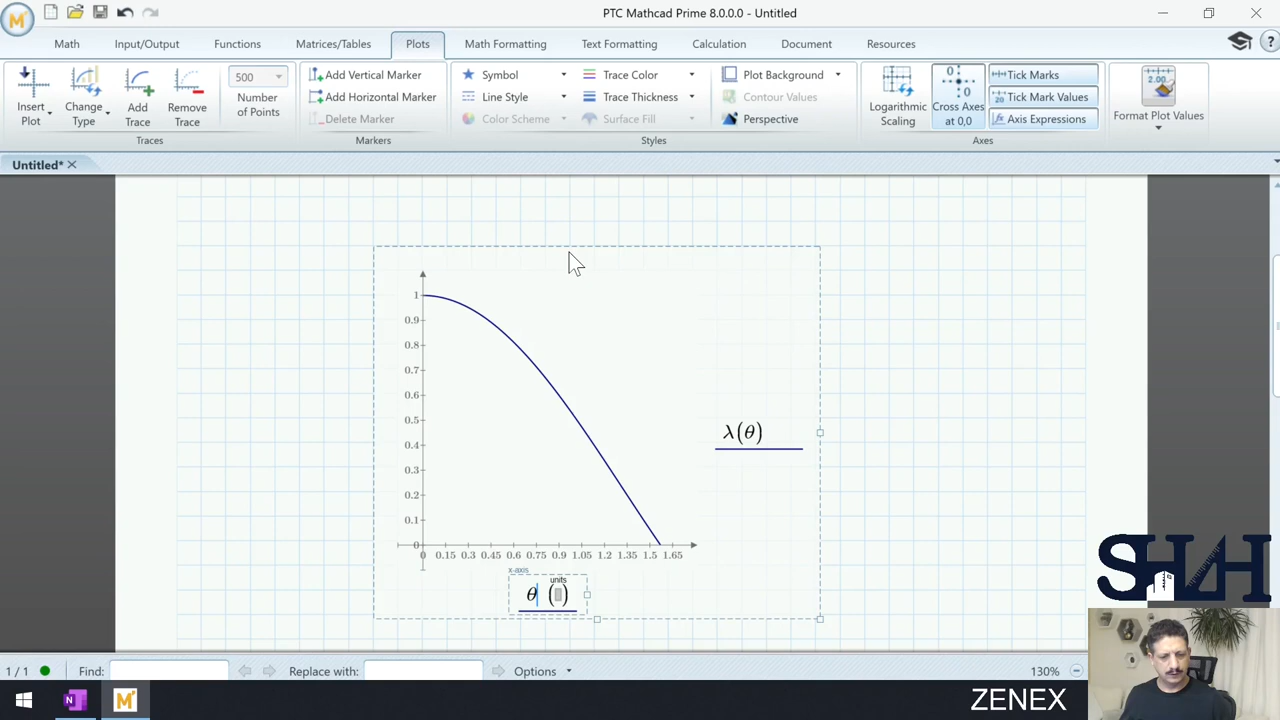 PTC Mathcad Prime 8.0.0.0 - Untitled
Math Input/Output Functions Matrices/Tables Plots Math Formatting Text Formatting Calculation Document Resources
Insert Plot
Change Type
Add Trace
Remove Trace
Traces
500
Number of Points
Add Vertical Marker
Add Horizontal Marker
Delete Marker
Markers
Symbol
Line Style
Color Scheme
Trace Color
Trace Thickness
Surface Fill
Plot Background
Contour Values
Perspective
Styles
Logarithmic Scaling
0
0
Cross Axes at 0,0
Tick Marks
Tick Mark Values
Axis Expressions
Axes
2.00
Format Plot Values
Untitled*
1
0.9
0.8
0.7
0.6
0.5
0.4
0.3
0.2
0.1
0
0 0.15 0.3 0.45 0.6 0.75 0.9 1.05 1.2 1.35 1.5 1.65
λ(θ)
x-axis
units
θ ()
SHZH
1 / 1 Find: Replace with: Options 130%
ZENEX